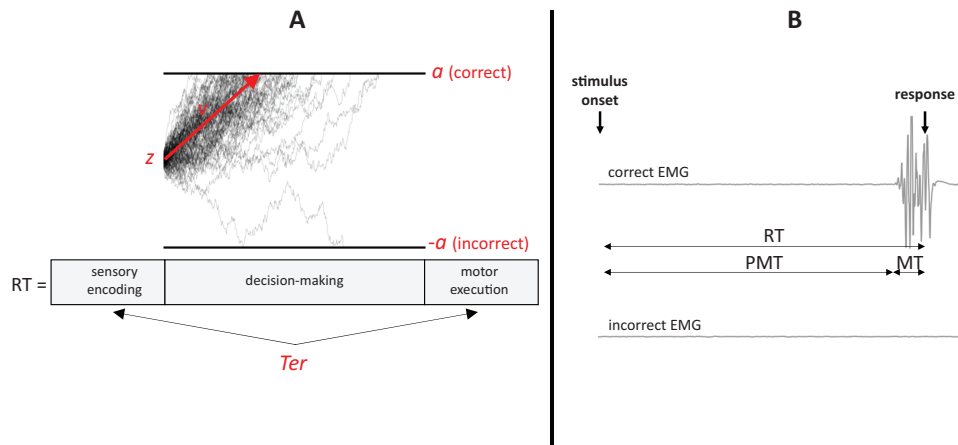 A
a (correct)
v
z
-a (incorrect)
RT =
sensory
encoding
decision-making
motor
execution
Ter
B
stimulus
onset
response
correct EMG
RT
PMT
MT
incorrect EMG